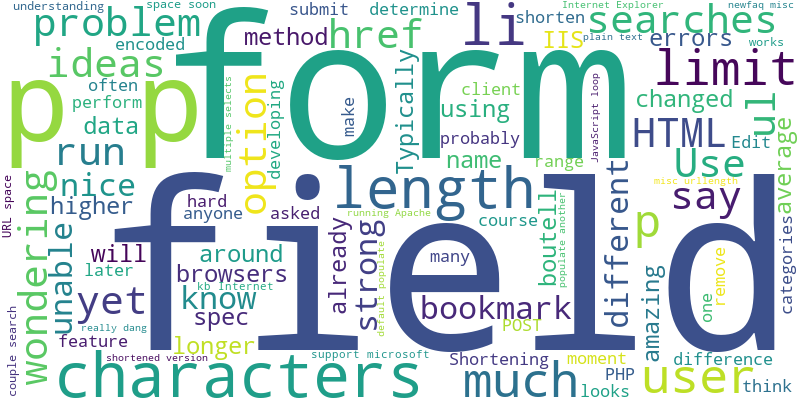 understanding
space soon
determine
Internet Explorer
newfaq misc
problem
submit
shorten
searches
encoded
method
href
li
IIS
errors
plain text
works
ideas
form
limit
often
perform
data
p
p
multiple selects
option
developing
make
Typically
client
using
probably
name
JavaScript loop
changed
ul
HTML
Edit
run
nice
length
range
Use
misc urllength
average
URL space
wondering
higher
unable
hard
anyone
asked
running Apache
course
boutell
populate another
different
p
say
field
yet
will
later
around
browsers
kb Internet
know
spec
already
strong
default populate
many
bookmark
POST
amazing
one
remove
categories
couple search
really dang
feature
shortened version
longer
characters
support microsoft
Shortening
much
moment
looks
PHP
difference
user
think